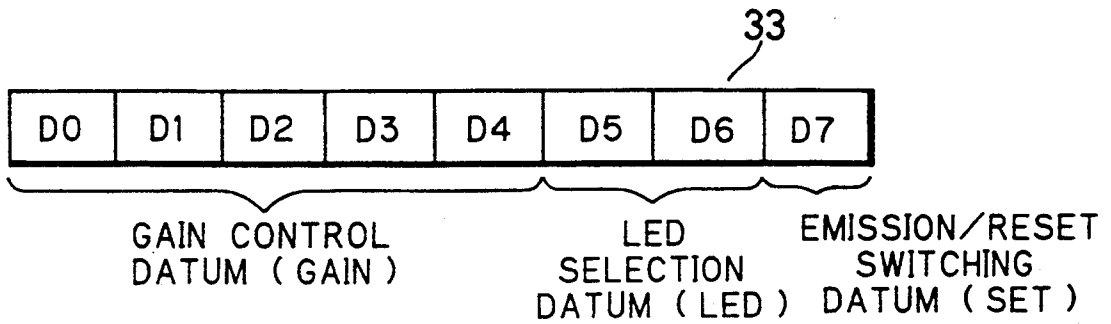 33
D0 D1 D2 D3 D4 D5 D6 D7
GAIN CONTROL
DATUM (GAIN)
LED
SELECTION
DATUM (LED)
EMISSION/RESET
SWITCHING
DATUM (SET)